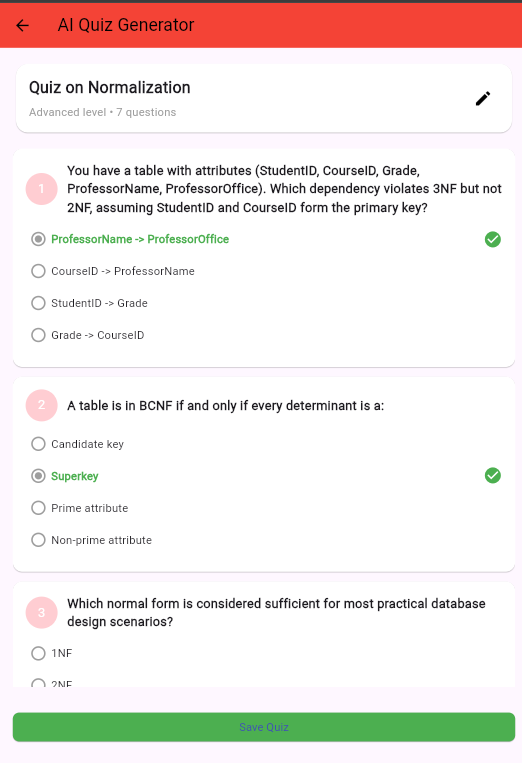 AI Quiz Generator
Quiz on Normalization
Advanced level • 7 questions
1
You have a table with attributes (StudentID, CourseID, Grade,
ProfessorName, ProfessorOffice). Which dependency violates 3NF but not
2NF, assuming StudentID and CourseID form the primary key?
ProfessorName -> ProfessorOffice
CourseID -> ProfessorName
StudentID -> Grade
Grade -> CourseID
2
A table is in BCNF if and only if every determinant is a:
Candidate key
Superkey
Prime attribute
Non-prime attribute
3
Which normal form is considered sufficient for most practical database
design scenarios?
1NF
2NF
Save Quiz